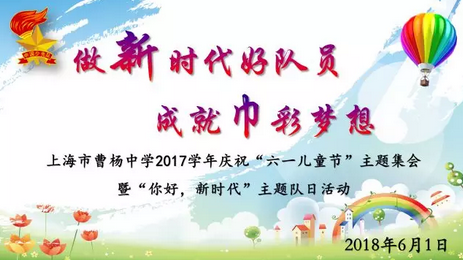 做新时代好队员
成就巾彩梦想
上海市曹杨中学2017学年庆祝“六一儿童节”主题集会
暨“你好，新时代”主题队日活动
2018年6月1日